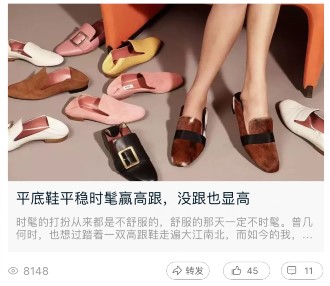 平底鞋平稳时髦赢高跟，没跟也显高
时髦的打扮从来都是不舒服的，舒服的那天一定不时髦。曾几
何时，也想过踏着一双高跟鞋走遍大江南北，而如今的我，...
8148 转发 45 11